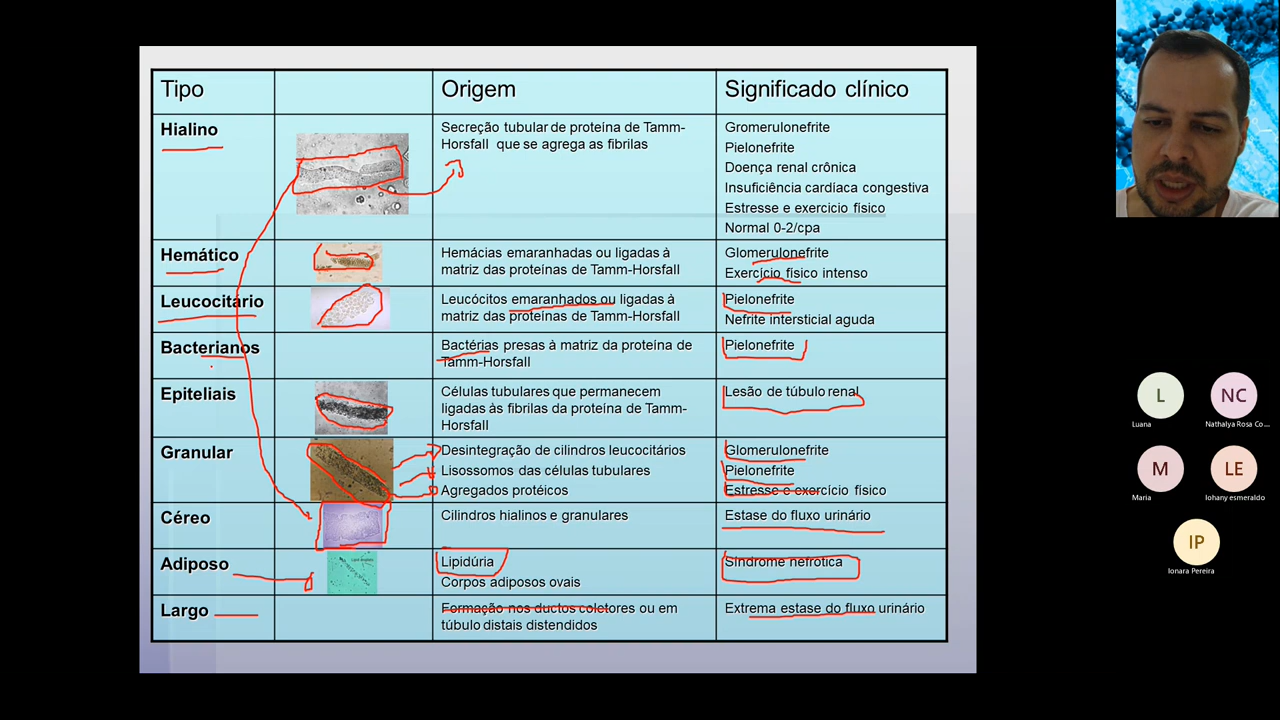 Tipo
Origem
Significado clínico
Hialino
Secreção tubular de proteína de Tamm-
Horsfall que se agrega as fibrilas
Gromerulonefrite
Pielonefrite
Doença renal crônica
Insuficiência cardíaca congestiva
Estresse e exercicio físico
Normal 0-2/cpa
Hemático
Hemácias emaranhadas ou ligadas à
matriz das proteínas de Tamm-Horsfall
Glomerulonefrite
Exercício físico intenso
Leucocitário
Leucócitos emaranhados ou ligadas à
matriz das proteínas de Tamm-Horsfall
Pielonefrite
Nefrite intersticial aguda
Bacterianos
Bactérias presas à matriz da proteína de
Tamm-Horsfall
Pielonefrite
Epiteliais
Células tubulares que permanecem
ligadas às fibrilas da proteína de Tamm-
Horsfall
Lesão de túbulo renal
Granular
Desintegração de cilindros leucocitários
Lisossomos das células tubulares
Agregados protéicos
Glomerulonefrite
Pielonefrite
Estresse e exercício físico
Céreo
Cilindros hialinos e granulares
Estase do fluxo urinário
Adiposo
Lipidúria
Corpos adiposos ovais
Síndrome nefrótica
Largo
Formação nos ductos coletores ou em
túbulo distais distendidos
Extrema estase do fluxo urinário
L
NC
Luana
Nathalya Rosa Co...
M
LE
Maria
Iohany esmeraldo
IP
Ionara Pereira